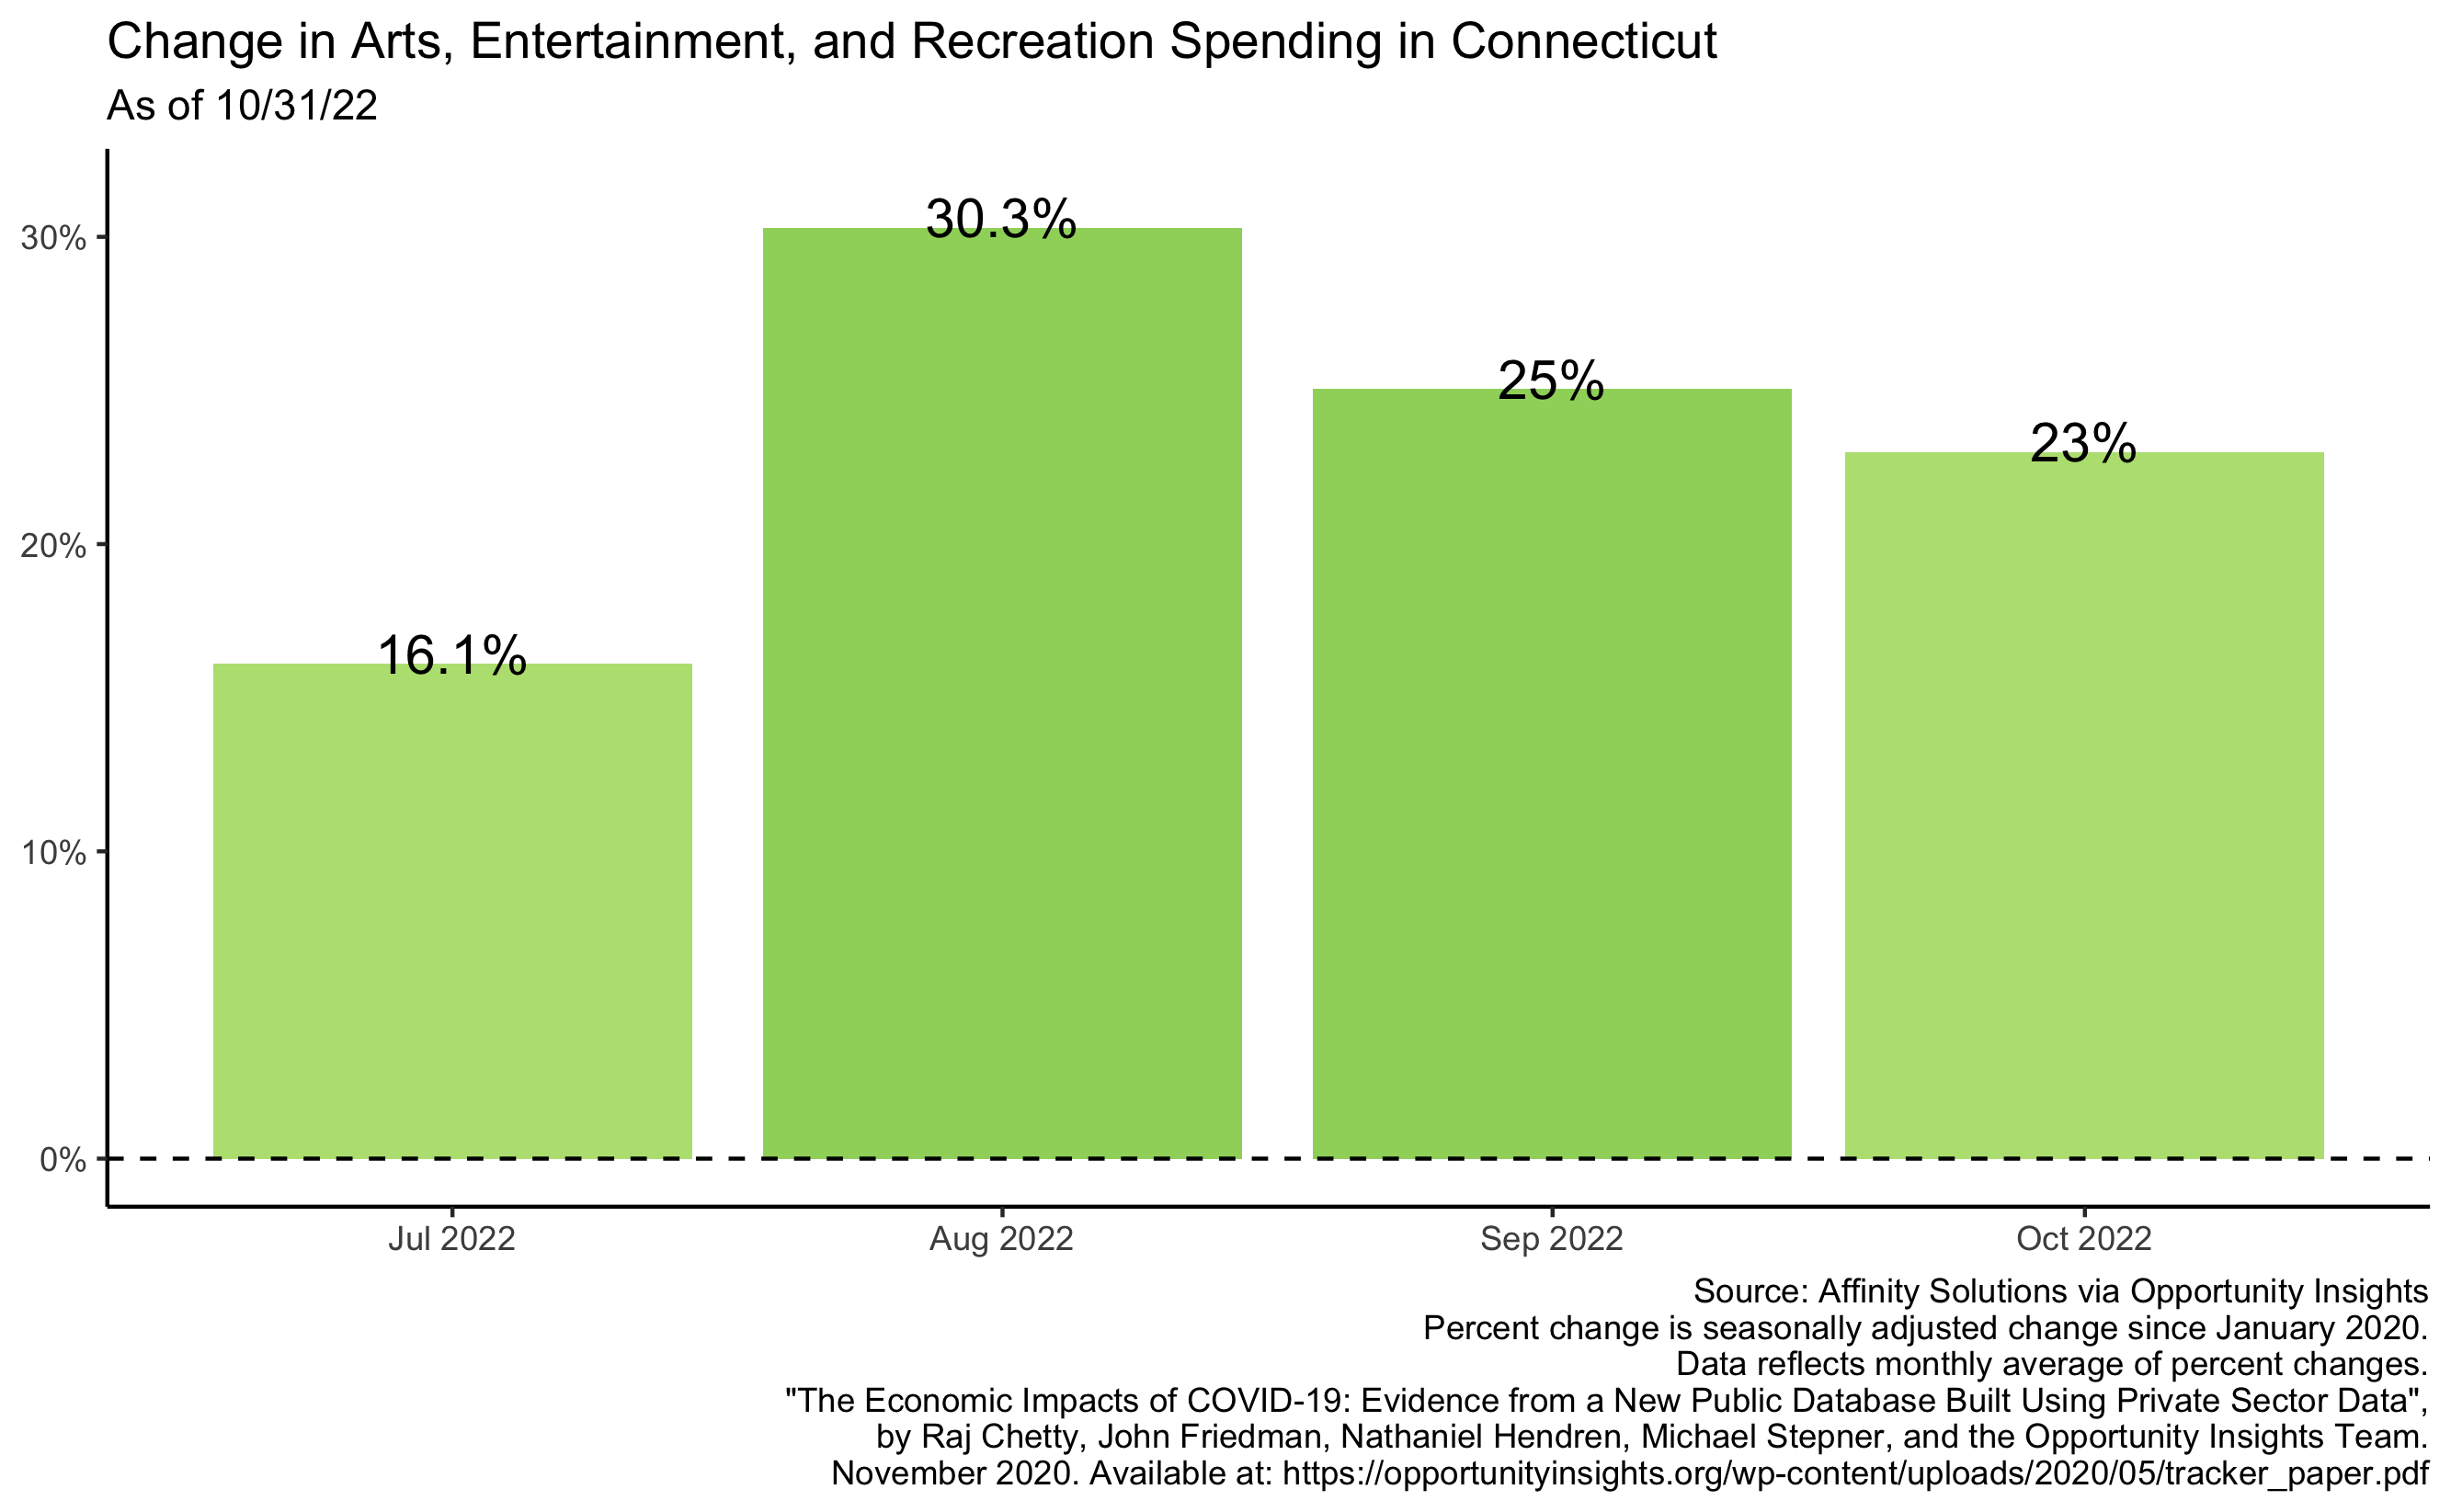 Change in Arts, Entertainment, and Recreation Spending in Connecticut
As of 10/31/22
30%
20%
10%
0%
16.1%
30.3%
25%
23%
Jul 2022
Aug 2022
Sep 2022
Oct 2022
Source: Affinity Solutions via Opportunity Insights
Percent change is seasonally adjusted change since January 2020.
Data reflects monthly average of percent changes.
"The Economic Impacts of COVID-19: Evidence from a New Public Database Built Using Private Sector Data",
by Raj Chetty, John Friedman, Nathaniel Hendren, Michael Stepner, and the Opportunity Insights Team.
November 2020. Available at: https://opportunityinsights.org/wp-content/uploads/2020/05/tracker_paper.pdf